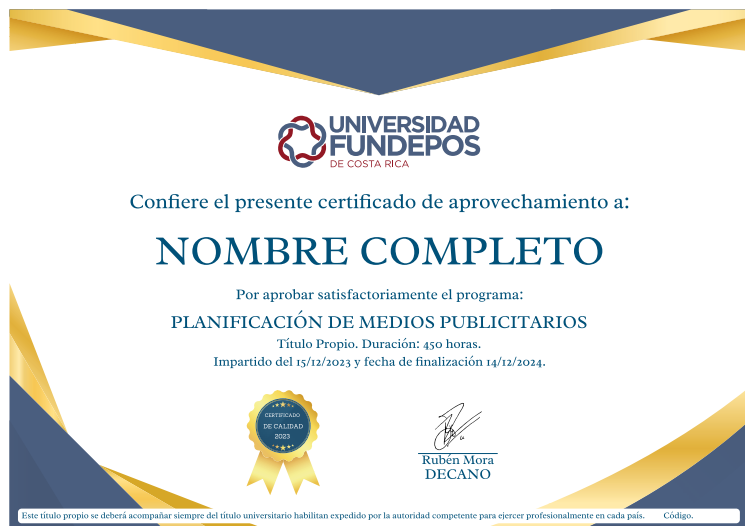 UNIVERSIDAD
FUNDEPOS
DE COSTA RICA
Confiere el presente certificado de aprovechamiento a:
NOMBRE COMPLETO
Por aprobar satisfactoriamente el programa:
PLANIFICACIÓN DE MEDIOS PUBLICITARIOS
Título Propio. Duración: 450 horas.
Impartido del 15/12/2023 y fecha de finalización 14/12/2024.
CERTIFICADO
DE CALIDAD
2023
Rubén Mora
DECANO
Este título propio se deberá acompañar siempre del título universitario habilitan expedido por la autoridad competente para ejercer profesionalmente en cada país. Código.